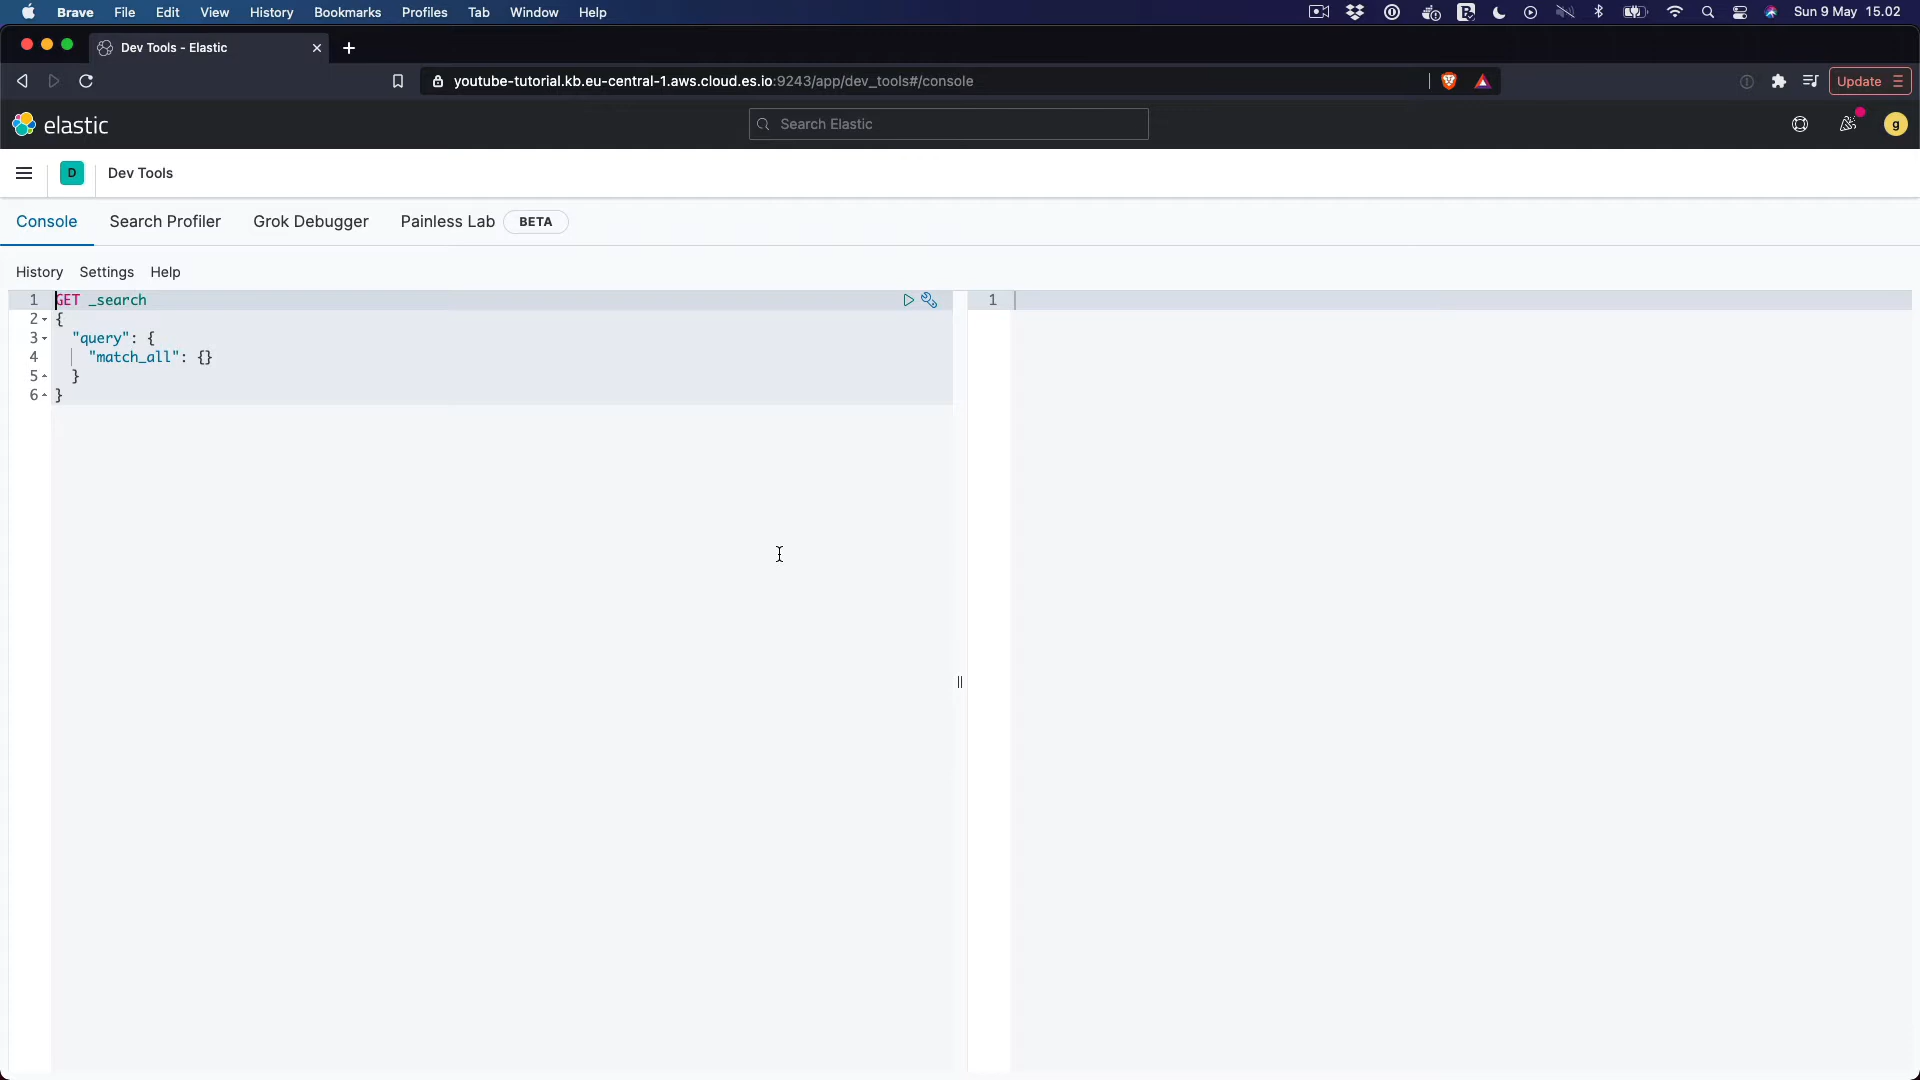 Brave File Edit View History Bookmarks Profiles Tab Window Help Sun 9 May 15.02
Dev Tools - Elastic
youtube-tutorial.kb.eu-central-1.aws.cloud.es.io:9243/app/dev_tools#/console Update
elastic Search Elastic g
D Dev Tools
Console Search Profiler Grok Debugger Painless Lab BETA
History Settings Help
1 GET _search 1
2 {
3 "query": {
4 "match_all": {}
5 }
6 }